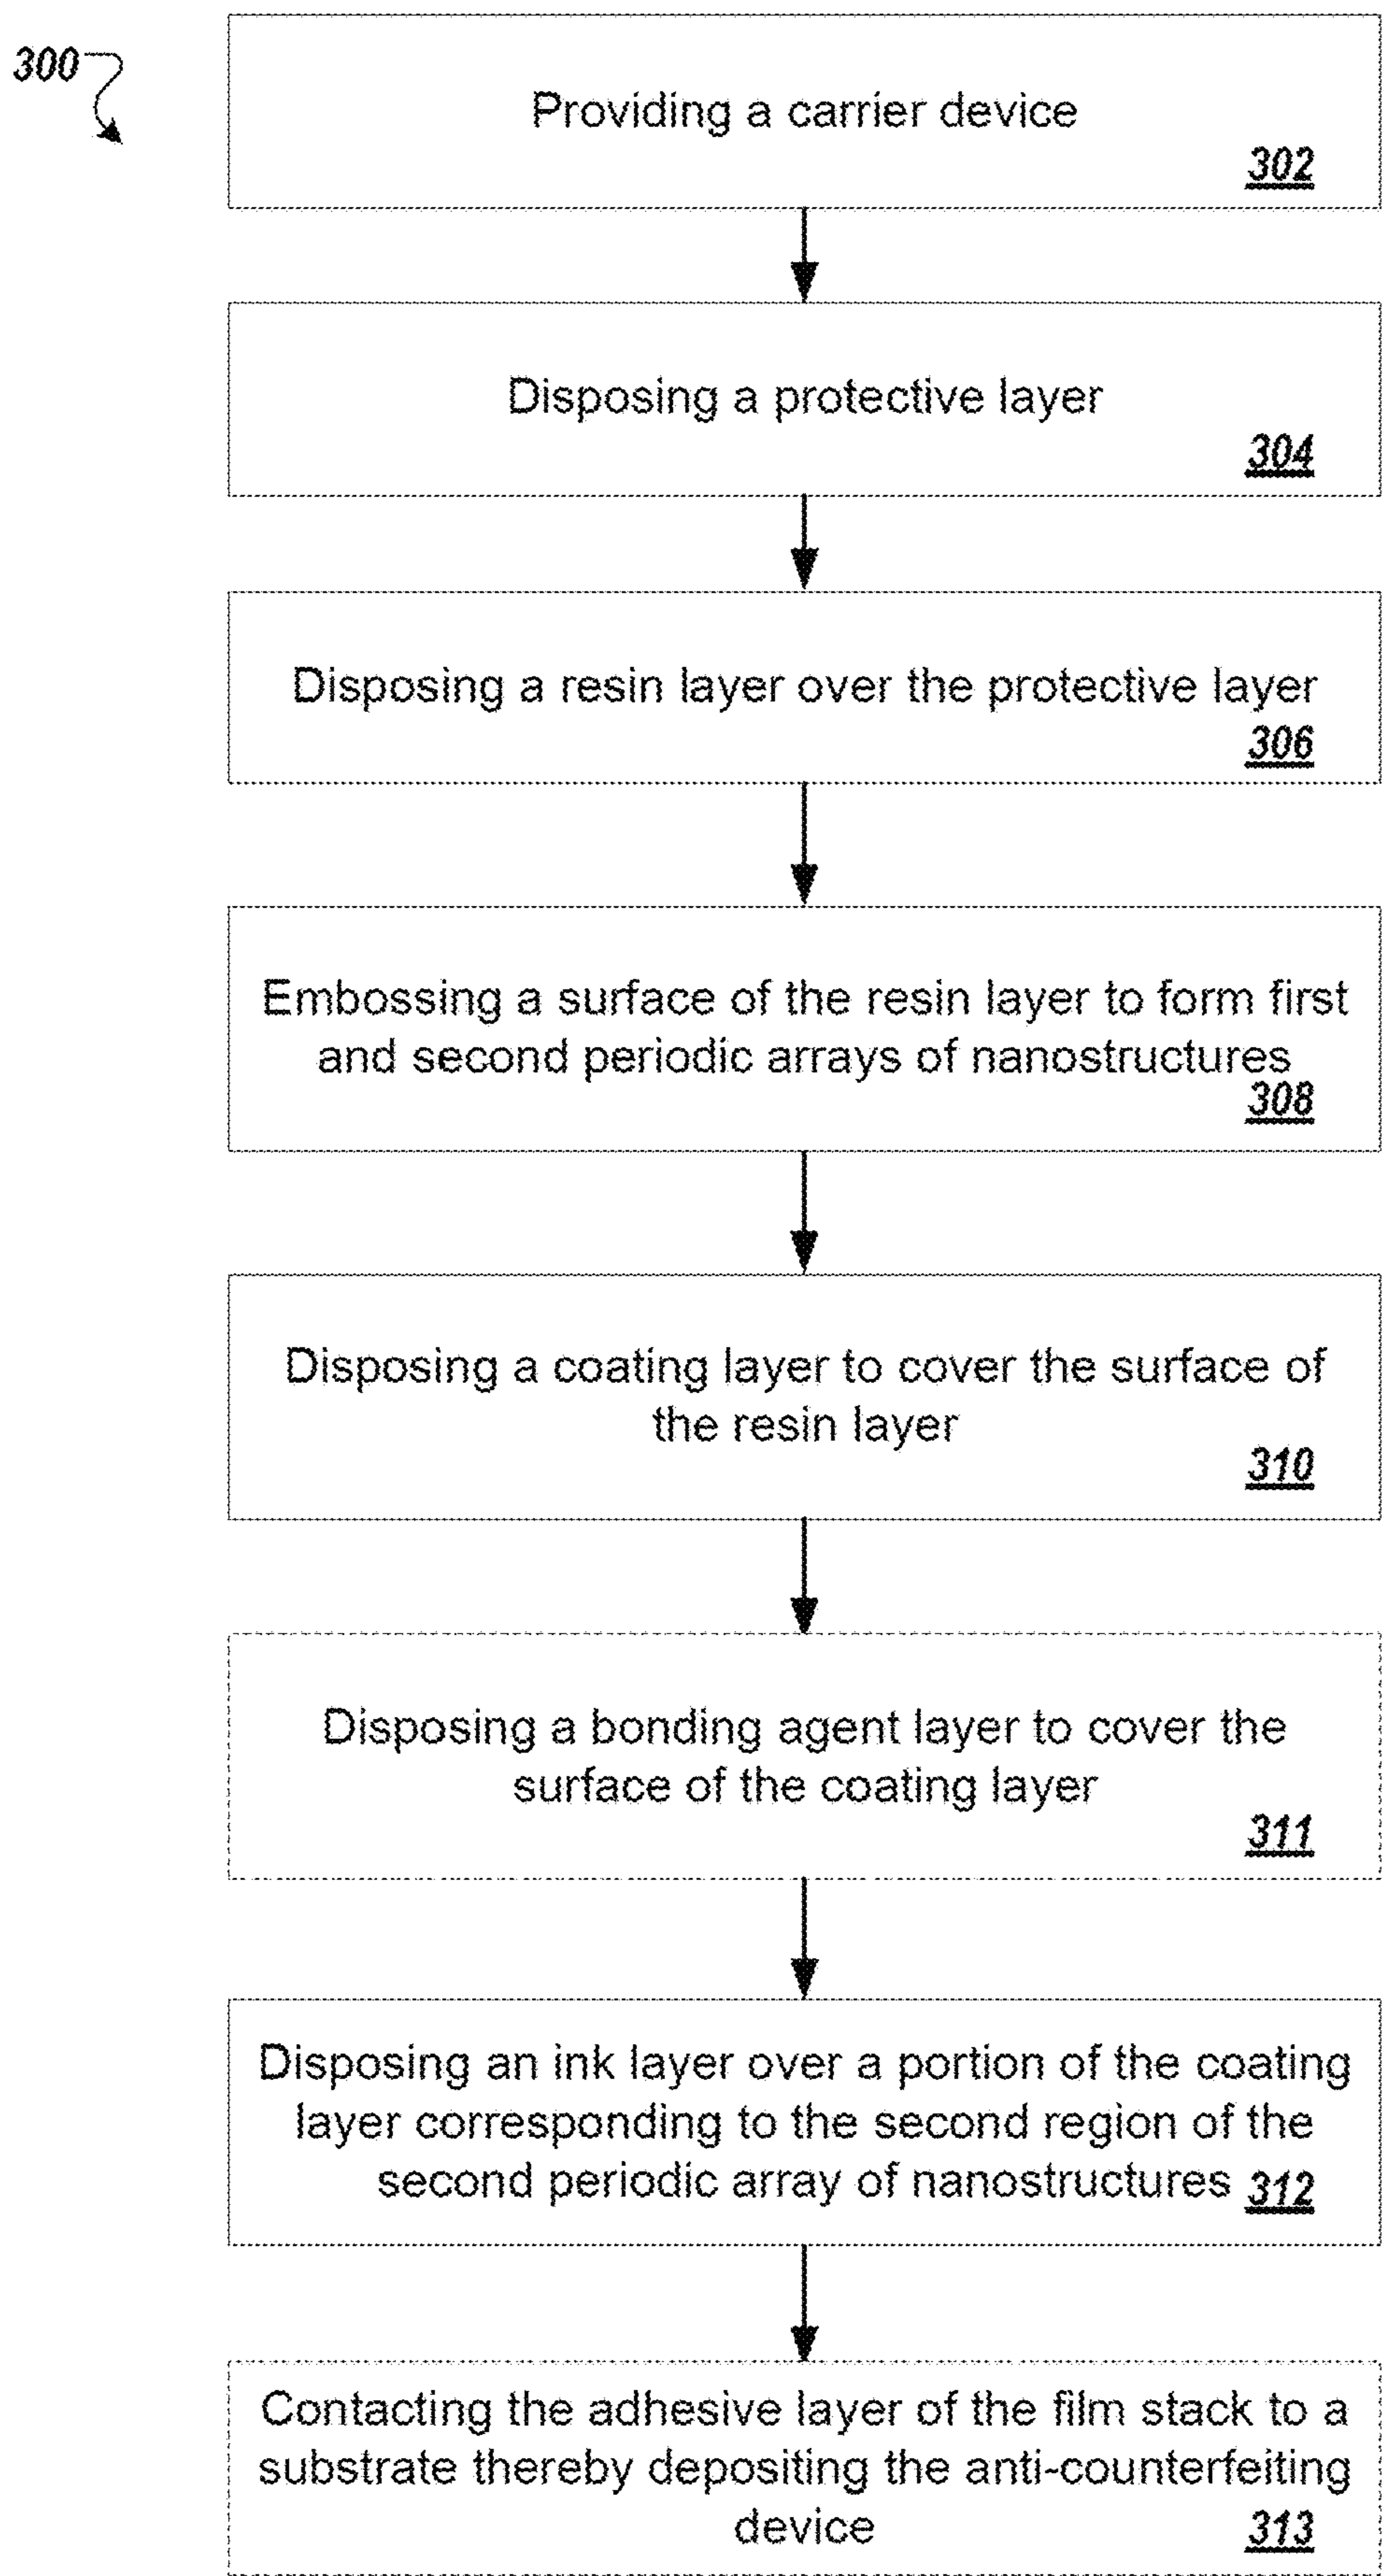 300
Providing a carrier device
302
Disposing a protective layer
304
Disposing a resin layer over the protective layer
306
Embossing a surface of the resin layer to form first
and second periodic arrays of nanostructures
308
Disposing a coating layer to cover the surface of
the resin layer
310
Disposing a bonding agent layer to cover the
surface of the coating layer
311
Disposing an ink layer over a portion of the coating
layer corresponding to the second region of the
second periodic array of nanostructures 312
Contacting the adhesive layer of the film stack to a
substrate thereby depositing the anti-counterfeiting
device 313